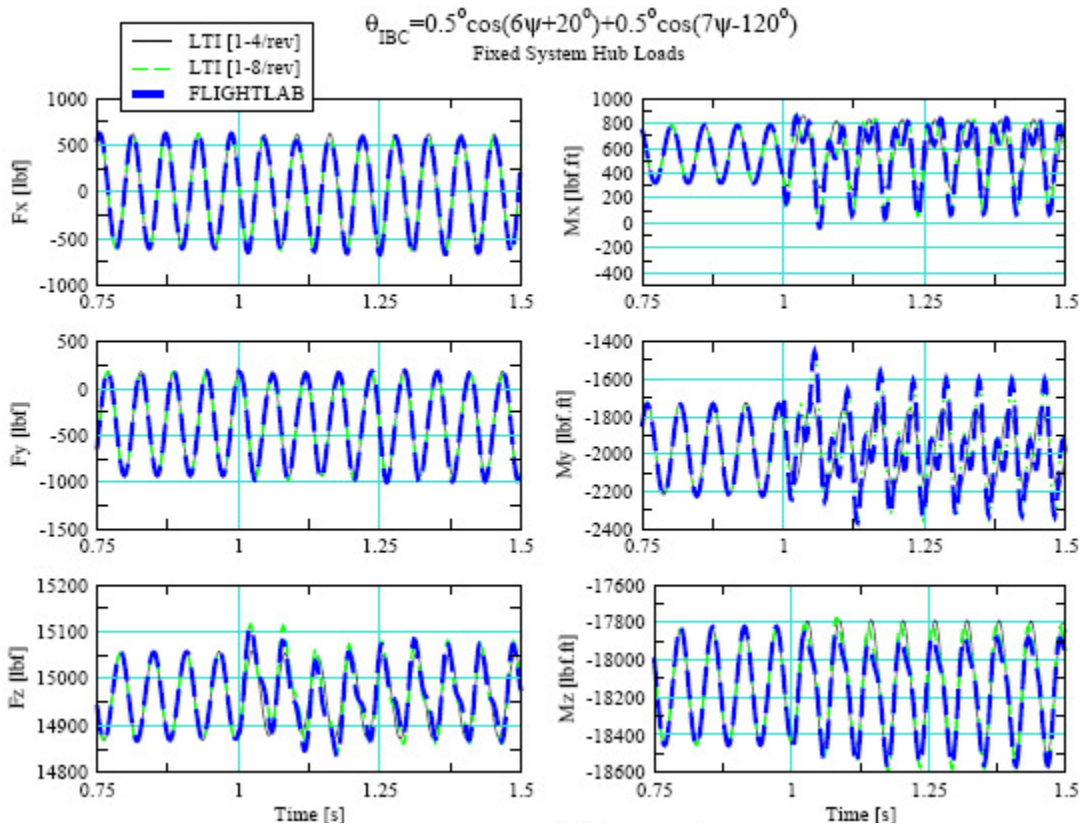 θIBC=0.5°cos(6ψ+20°)+0.5°cos(7ψ-120°)
Fixed System Hub Loads
LTI [1-4/rev]
LTI [1-8/rev]
FLIGHTLAB
1000
500
0
-500
-1000
Fx [lbf]
0.75 1 1.25 1.5
1000
800
600
400
200
0
-200
-400
Mx [lbf.ft]
0.75 1 1.25 1.5
500
0
-500
-1000
-1500
Fy [lbf]
0.75 1 1.25 1.5
-1400
-1600
-1800
-2000
-2200
-2400
My [lbf.ft]
0.75 1 1.25 1.5
15200
15100
15000
14900
14800
Fz [lbf]
0.75 1 1.25 1.5
Time [s]
-17600
-17800
-18000
-18200
-18400
-18600
Mz [lbf.ft]
0.75 1 1.25 1.5
Time [s]